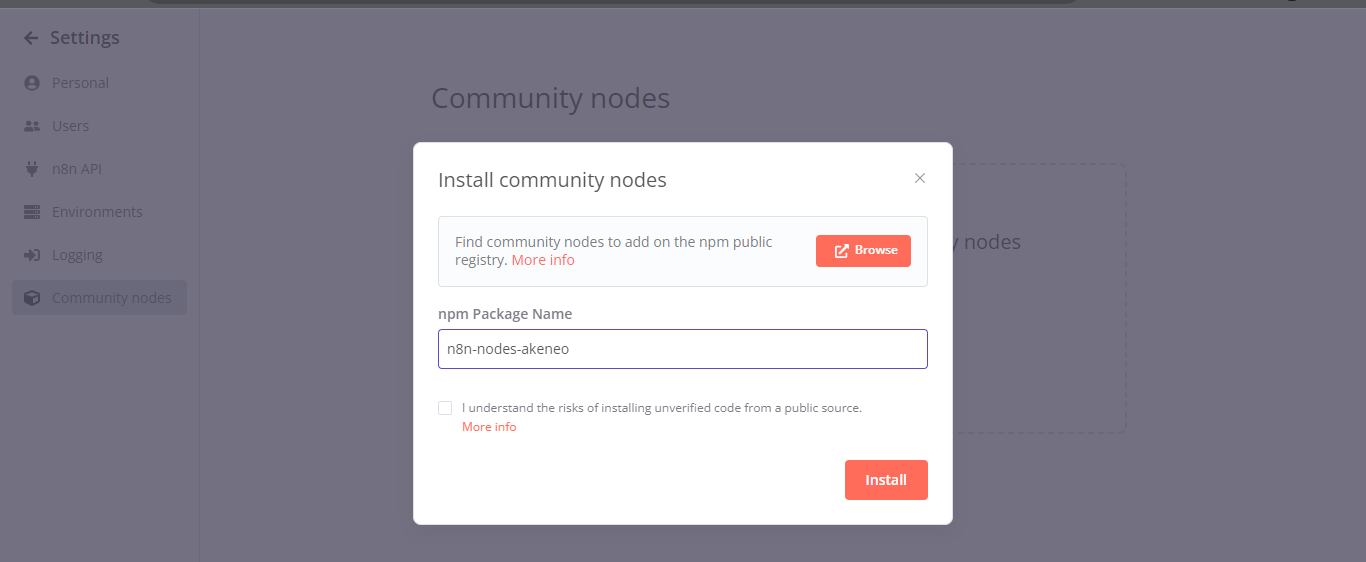 Settings
Personal
Users
n8n API
Environments
Logging
Community nodes
Community nodes
Install community nodes
Find community nodes to add on the npm public
registry. More info
Browse
npm Package Name
n8n-nodes-akeneo
I understand the risks of installing unverified code from a public source.
More info
Install
nodes